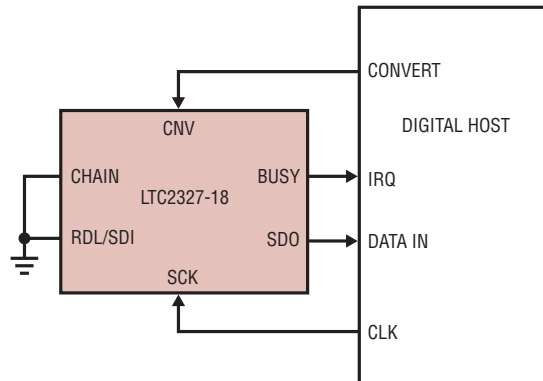 CONVERT
CNV
DIGITAL HOST
CHAIN
BUSY
IRQ
LTC2327-18
RDL/SDI
SDO
DATA IN
SCK
CLK